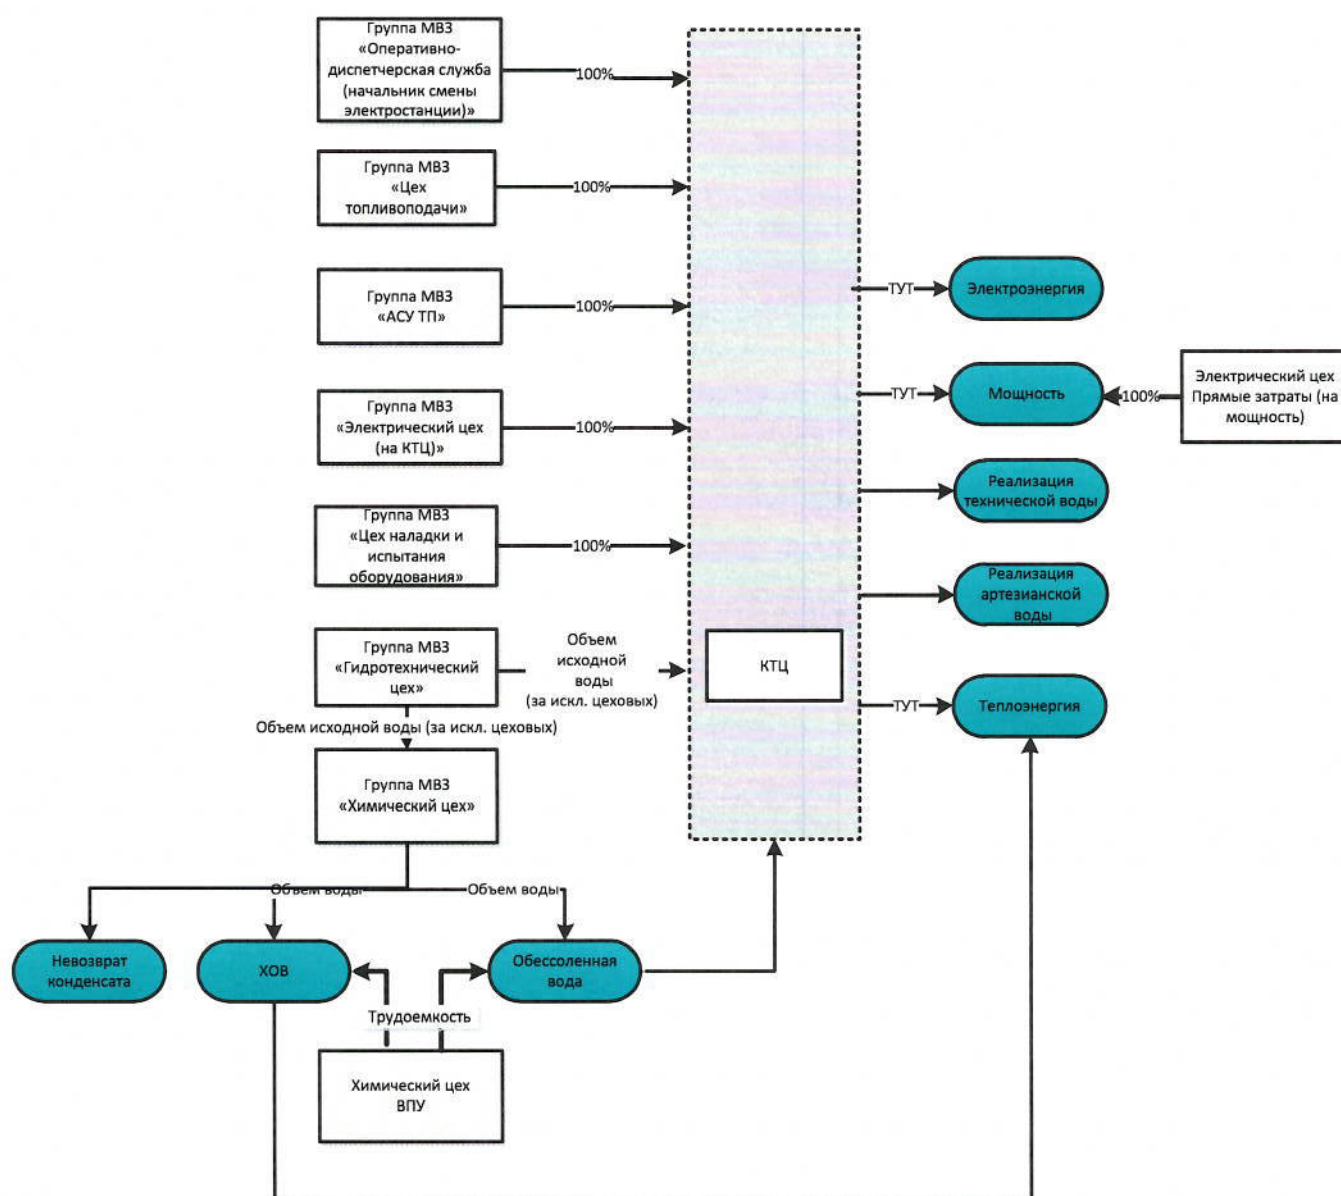 Группа МВЗ
«Оперативно-
диспетчерская служба
(начальник смены
электростанции)»
100%
Группа МВЗ
«Цех
топливоподачи»
100%
Группа МВЗ
«АСУ ТП»
100%
ТУТ
Электроэнергия
Группа МВЗ
«Электрический цех
(на КТЦ)»
100%
ТУТ
Мощность
100%
Электрический цех
Прямые затраты (на
мощность)
Реализация
технической воды
Группа МВЗ
«Цех наладки и
испытания
оборудования»
100%
Реализация
артезианской
воды
Группа МВЗ
«Гидротехнический
цех»
Объем
исходной
воды
(за искл. цеховых)
КТЦ
ТУТ
Теплоэнергия
Объем исходной воды (за искл. цеховых)
Группа МВЗ
«Химический цех»
Объем воды
Объем воды
Невозврат
конденсата
ХОВ
Обессоленная
вода
Трудоемкость
Химический цех
ВПУ